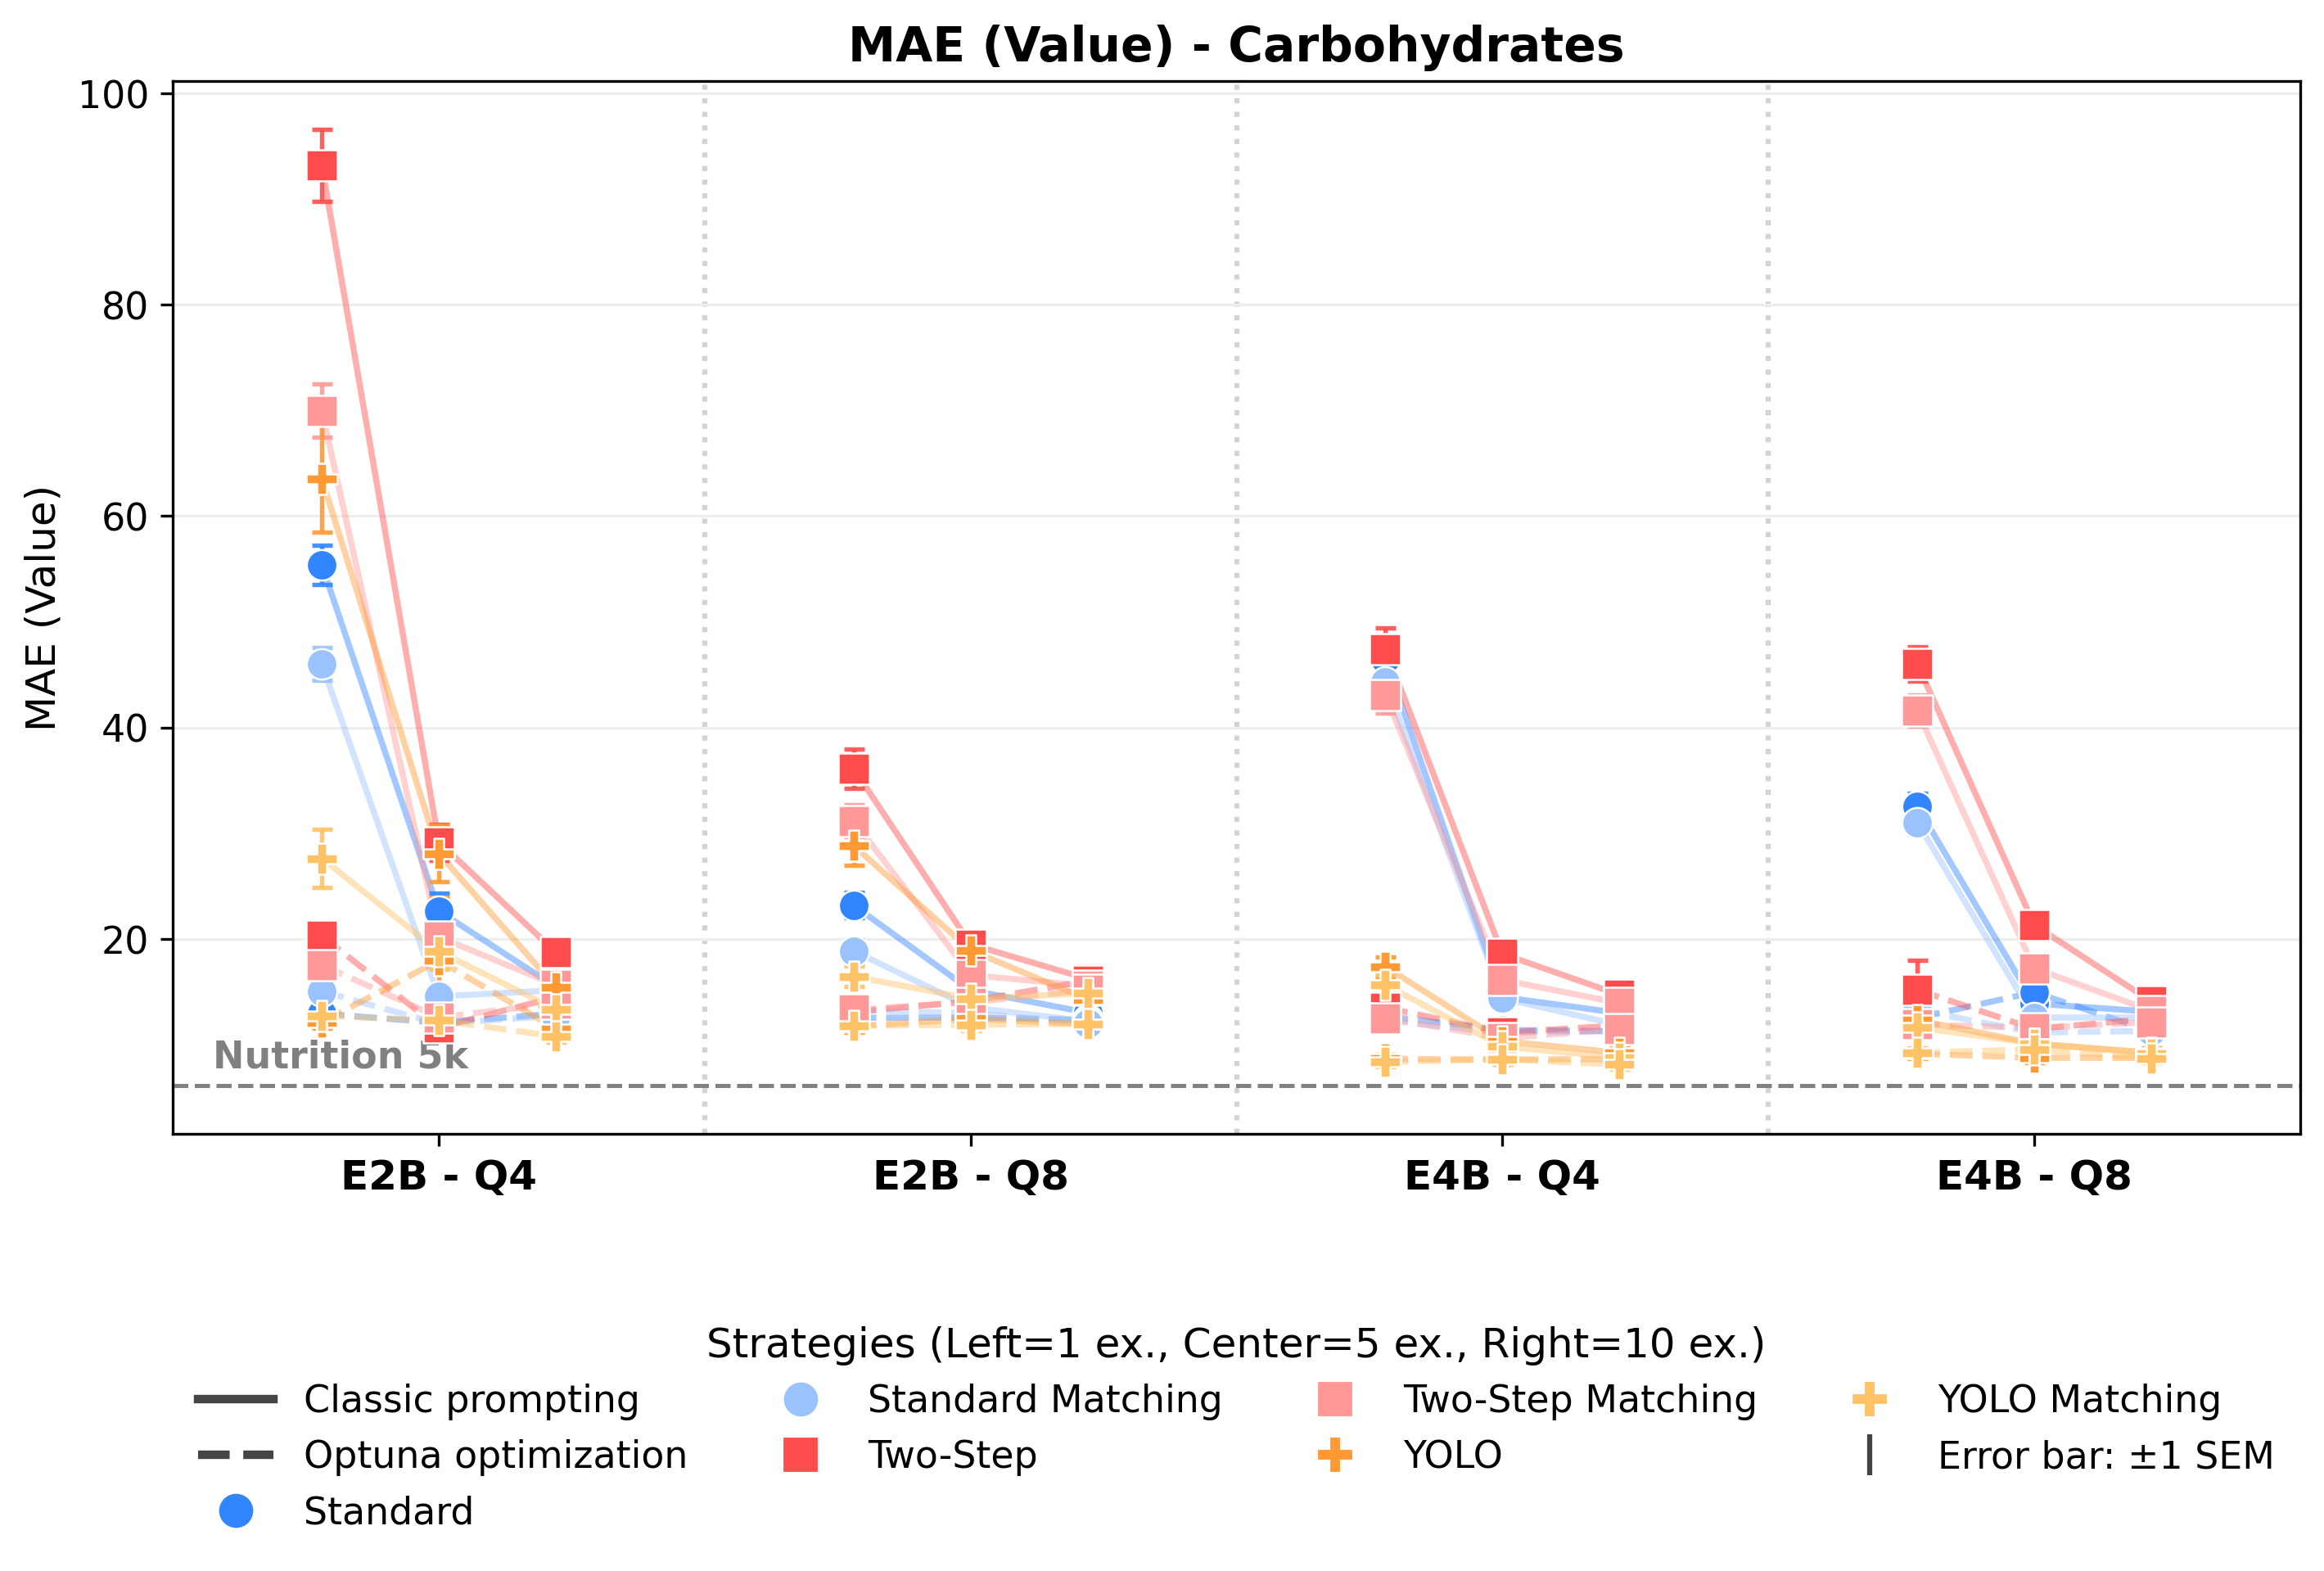 MAE (Value) - Carbohydrates
MAE (Value)
100
80
60
40
20
Nutrition 5k
E2B - Q4 E2B - Q8 E4B - Q4 E4B - Q8
Strategies (Left=1 ex., Center=5 ex., Right=10 ex.)
Classic prompting Standard Matching Two-Step Matching YOLO Matching
Optuna optimization Two-Step YOLO Error bar: ±1 SEM
Standard